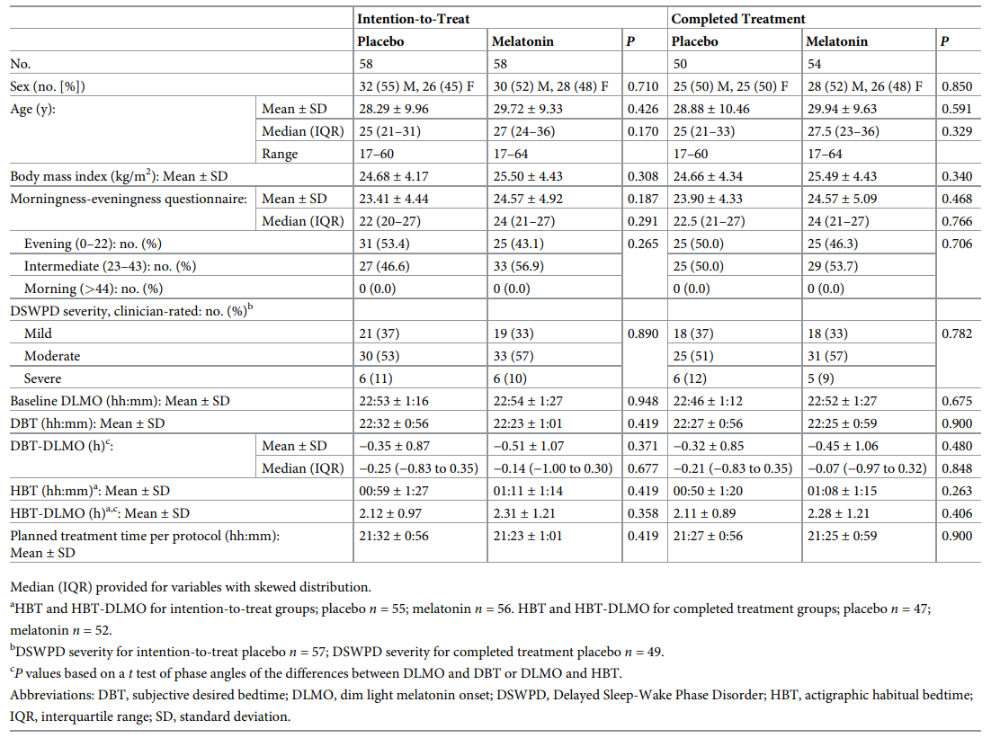 Intention-to-Treat Completed Treatment
Placebo Melatonin P Placebo Melatonin P
No. 58 58 50 54
Sex (no. [%]) 32 (55) M, 26 (45) F 30 (52) M, 28 (48) F 0.710 25 (50) M, 25 (50) F 28 (52) M, 26 (48) F 0.850
Age (y): Mean ± SD 28.29 ± 9.96 29.72 ± 9.33 0.426 28.88 ± 10.46 29.94 ± 9.63 0.591
Median (IQR) 25 (21–31) 27 (24–36) 0.170 25 (21–33) 27.5 (23–36) 0.329
Range 17–60 17–64 17–60 17–64
Body mass index (kg/m²): Mean ± SD 24.68 ± 4.17 25.50 ± 4.43 0.308 24.66 ± 4.34 25.49 ± 4.43 0.340
Morningness-eveningness questionnaire: Mean ± SD 23.41 ± 4.44 24.57 ± 4.92 0.187 23.90 ± 4.33 24.57 ± 5.09 0.468
Median (IQR) 22 (20–27) 24 (21–27) 0.291 22.5 (21–27) 24 (21–27) 0.766
Evening (0–22): no. (%) 31 (53.4) 25 (43.1) 0.265 25 (50.0) 25 (46.3) 0.706
Intermediate (23–43): no. (%) 27 (46.6) 33 (56.9) 25 (50.0) 29 (53.7)
Morning (>44): no. (%) 0 (0.0) 0 (0.0) 0 (0.0) 0 (0.0)
DSWPD severity, clinician-rated: no. (%)ᵇ
Mild 21 (37) 19 (33) 0.890 18 (37) 18 (33) 0.782
Moderate 30 (53) 33 (57) 25 (51) 31 (57)
Severe 6 (11) 6 (10) 6 (12) 5 (9)
Baseline DLMO (hh:mm): Mean ± SD 22:53 ± 1:16 22:54 ± 1:27 0.948 22:46 ± 1:12 22:52 ± 1:27 0.675
DBT (hh:mm): Mean ± SD 22:32 ± 0:56 22:23 ± 1:01 0.419 22:27 ± 0:56 22:25 ± 0:59 0.900
DBT-DLMO (h)ᶜ: Mean ± SD −0.35 ± 0.87 −0.51 ± 1.07 0.371 −0.32 ± 0.85 −0.45 ± 1.06 0.480
Median (IQR) −0.25 (−0.83 to 0.35) −0.14 (−1.00 to 0.30) 0.677 −0.21 (−0.83 to 0.35) −0.07 (−0.97 to 0.32) 0.848
HBT (hh:mm)ᵃ: Mean ± SD 00:59 ± 1:27 01:11 ± 1:14 0.419 00:50 ± 1:20 01:08 ± 1:15 0.263
HBT-DLMO (h)ᵃ,ᶜ: Mean ± SD 2.12 ± 0.97 2.31 ± 1.21 0.358 2.11 ± 0.89 2.28 ± 1.21 0.406
Planned treatment time per protocol (hh:mm): 21:32 ± 0:56 21:23 ± 1:01 0.419 21:27 ± 0:56 21:25 ± 0:59 0.900
Mean ± SD
Median (IQR) provided for variables with skewed distribution.
ᵃHBT and HBT-DLMO for intention-to-treat groups; placebo n = 55; melatonin n = 56. HBT and HBT-DLMO for completed treatment groups; placebo n = 47;
melatonin n = 52.
ᵇDSWPD severity for intention-to-treat placebo n = 57; DSWPD severity for completed treatment placebo n = 49.
ᶜP values based on a t test of phase angles of the differences between DLMO and DBT or DLMO and HBT.
Abbreviations: DBT, subjective desired bedtime; DLMO, dim light melatonin onset; DSWPD, Delayed Sleep-Wake Phase Disorder; HBT, actigraphic habitual bedtime;
IQR, interquartile range; SD, standard deviation.